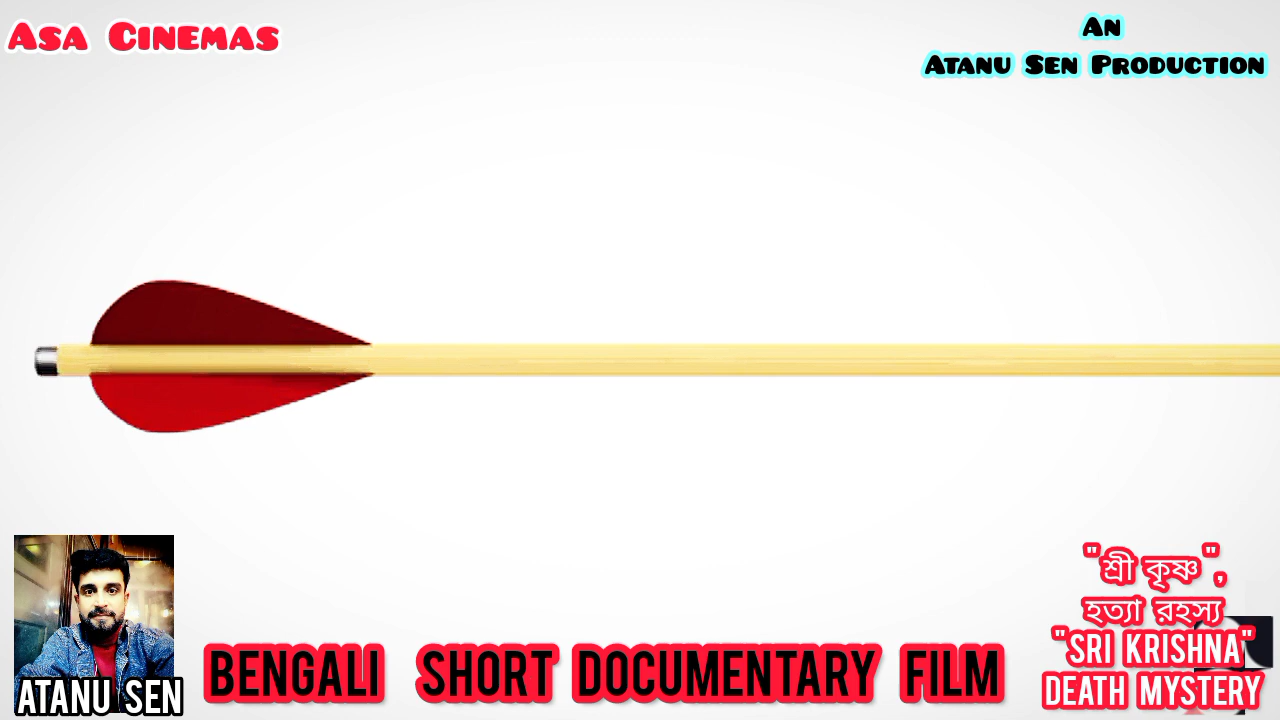 Asa Cinemas
An
Atanu Sen Production
ATANU SEN
BENGALI SHORT DOCUMENTARY FILM
"শ্রী কৃষ্ণ",
হত্যা রহস্য
"SRI KRISHNA"
DEATH MYSTERY